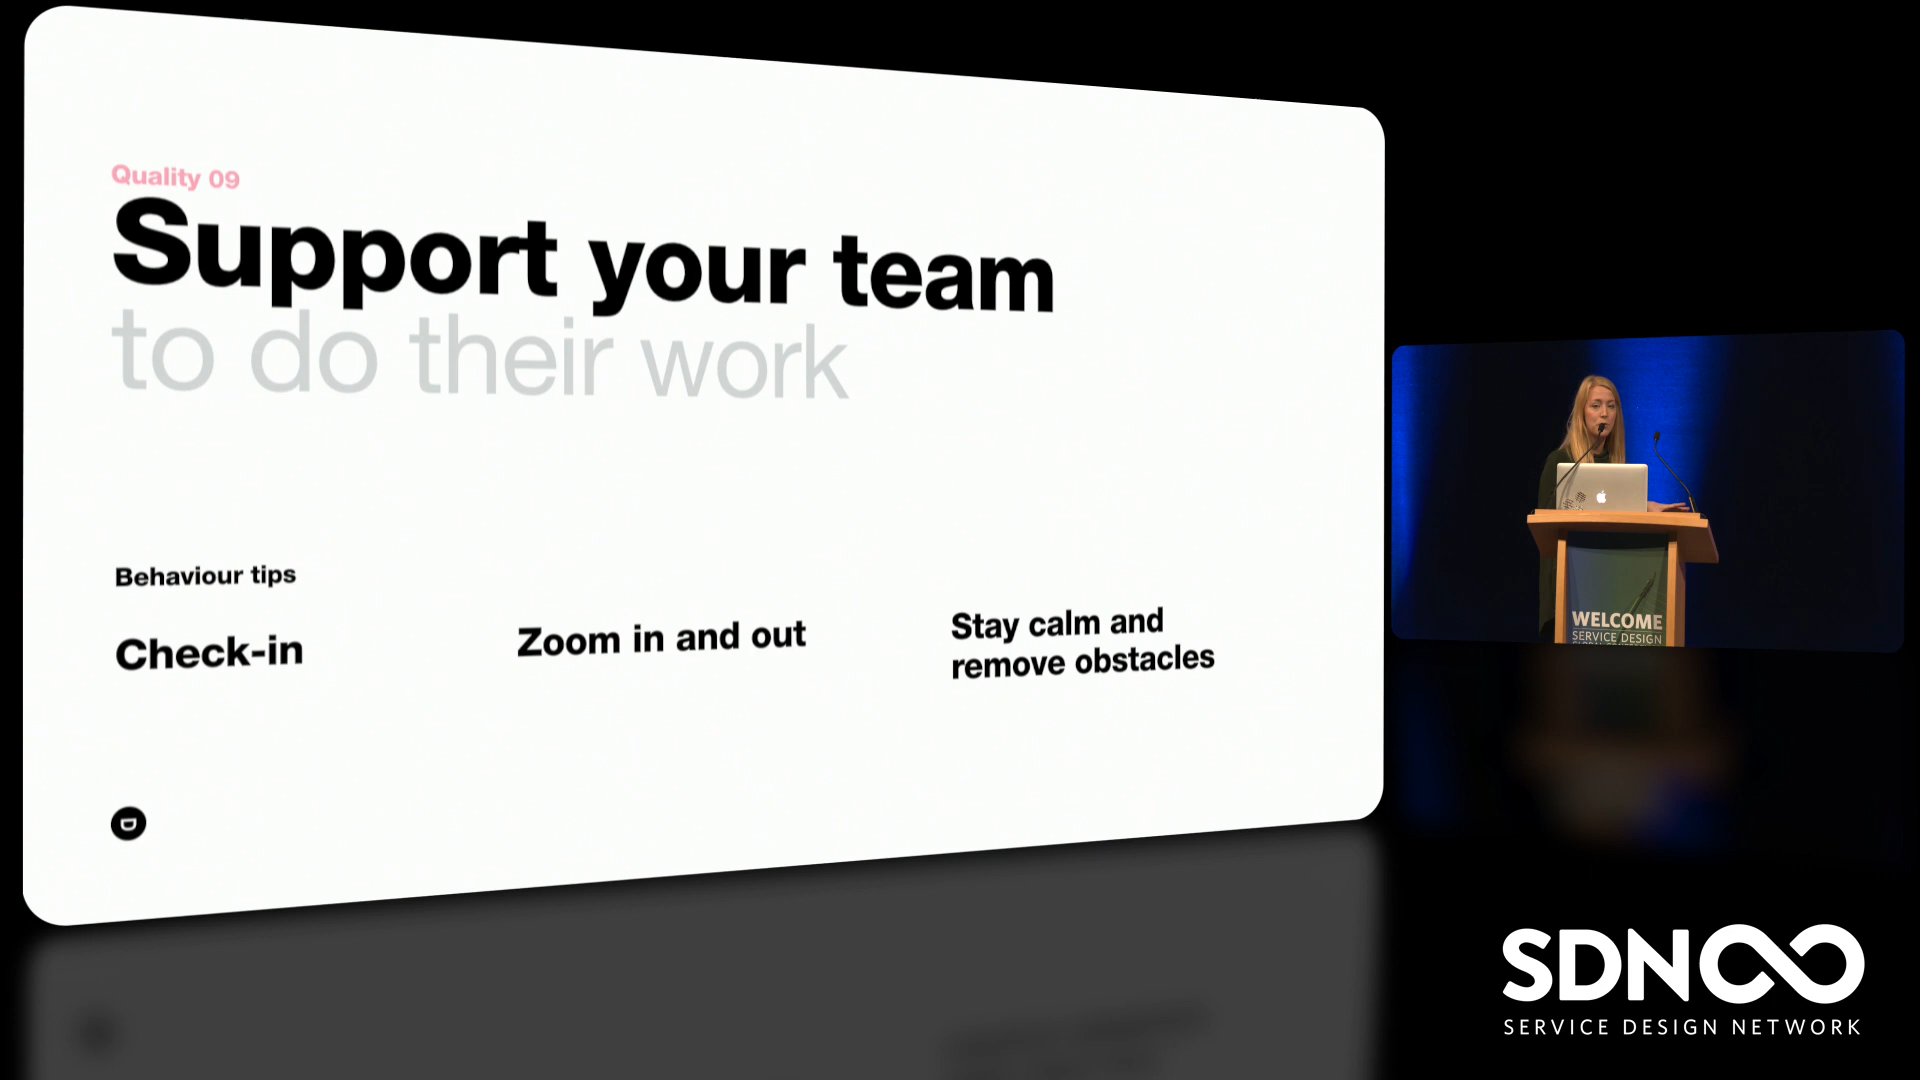 Quality 09
Support your team
to do their work
Behaviour tips
Check-in
Zoom in and out
Stay calm and
remove obstacles
D
WELCOME
SERVICE DESIGN
SDN
SERVICE DESIGN NETWORK